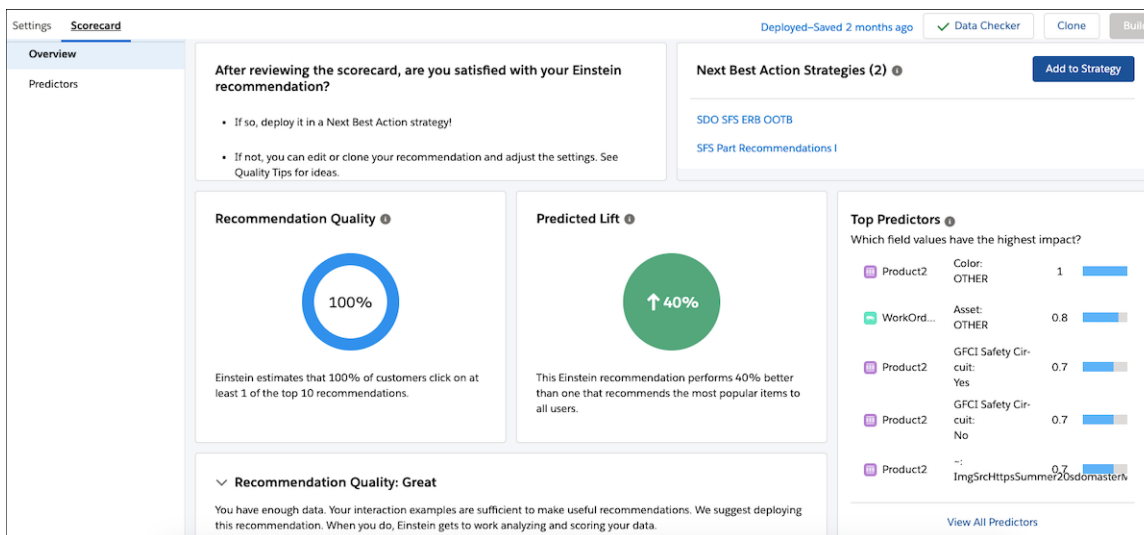 Settings
Scorecard
Deployed–Saved 2 months ago
Data Checker
Clone
Overview
Predictors
After reviewing the scorecard, are you satisfied with your Einstein
recommendation?
• If so, deploy it in a Next Best Action strategy!
• If not, you can edit or clone your recommendation and adjust the settings. See
Quality Tips for ideas.
Next Best Action Strategies (2)
Add to Strategy
SDO SFS ERB OOTB
SFS Part Recommendations I
Recommendation Quality
100%
Einstein estimates that 100% of customers click on at
least 1 of the top 10 recommendations.
Predicted Lift
↑40%
This Einstein recommendation performs 40% better
than one that recommends the most popular items to
all users.
Top Predictors
Which field values have the highest impact?
Product2
Color:
OTHER
1
WorkOrd...
Asset:
OTHER
0.8
Product2
GFCI Safety Cir-
cuit:
Yes
0.7
Product2
GFCI Safety Cir-
cuit:
No
0.7
Product2
~:
0.7
View All Predictors
Recommendation Quality: Great
You have enough data. Your interaction examples are sufficient to make useful recommendations. We suggest deploying
this recommendation. When you do, Einstein gets to work analyzing and scoring your data.